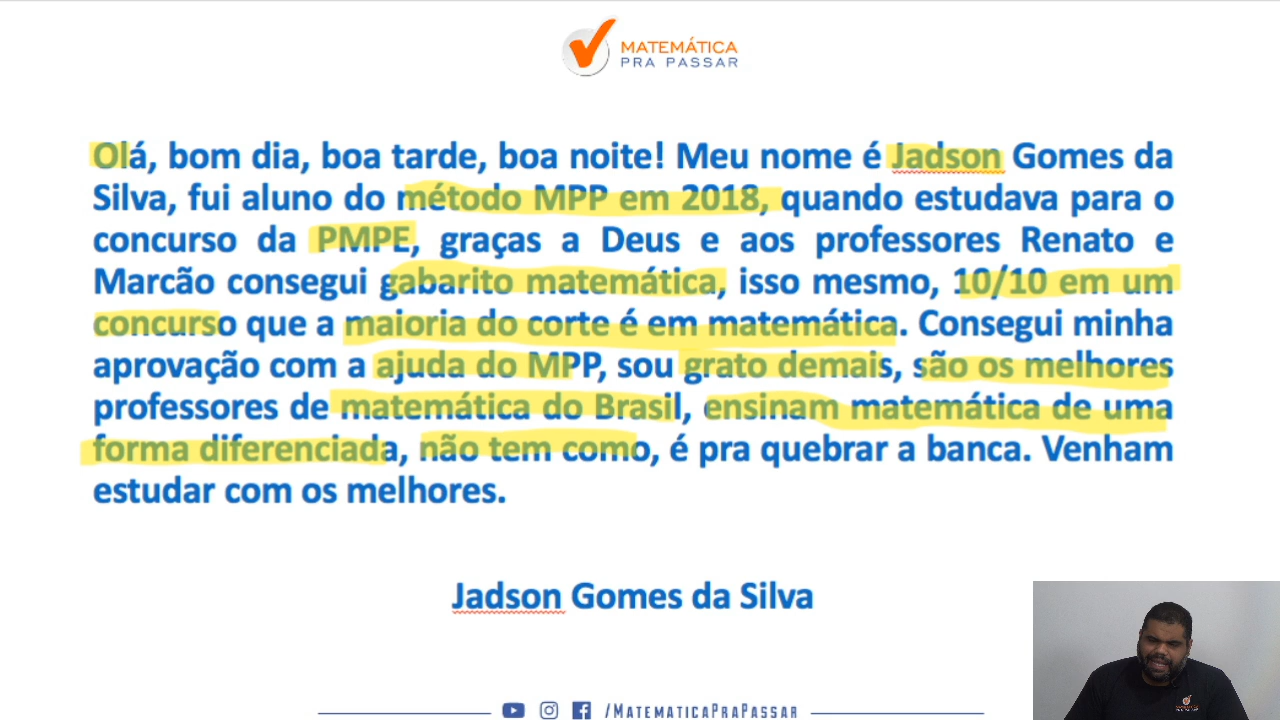 MATEMÁTICA
PRA PASSAR
Olá, bom dia, boa tarde, boa noite! Meu nome é Jadson Gomes da
Silva, fui aluno do método MPP em 2018, quando estudava para o
concurso da PMPE, graças a Deus e aos professores Renato e
Marcão consegui gabarito matemática, isso mesmo, 10/10 em um
concurso que a maioria do corte é em matemática. Consegui minha
aprovação com a ajuda do MPP, sou grato demais, são os melhores
professores de matemática do Brasil, ensinam matemática de uma
forma diferenciada, não tem como, é pra quebrar a banca. Venham
estudar com os melhores.
Jadson Gomes da Silva
/MATEMATICAPRAPASSAR